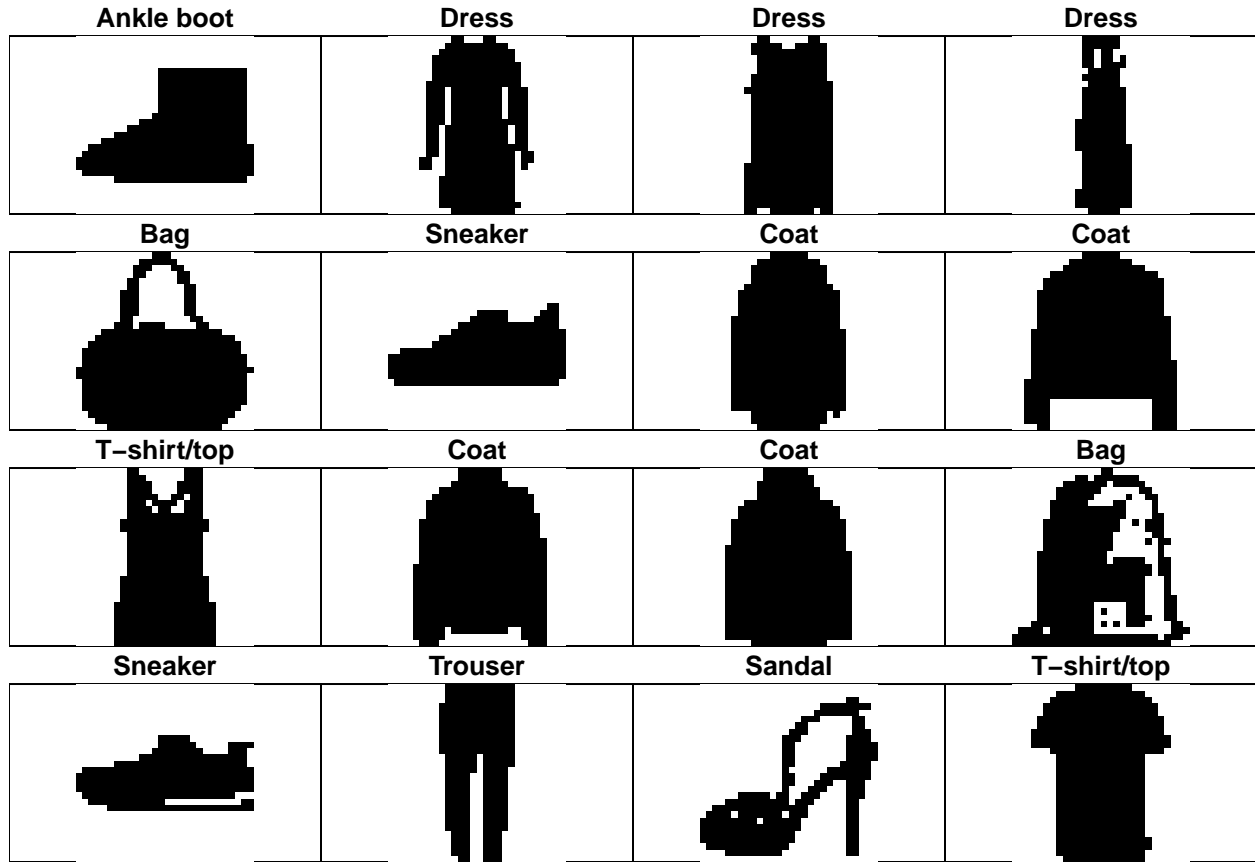 Ankle boot Dress Dress Dress
Bag Sneaker Coat Coat
T−shirt/top Coat Coat Bag
Sneaker Trouser Sandal T−shirt/top